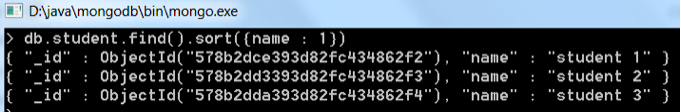 D:\java\mongodb\bin\mongo.exe
> db.student.find().sort({name : 1})
{ "_id" : ObjectId("578b2dce393d82fc434862f2"), "name" : "student 1" }
{ "_id" : ObjectId("578b2dd3393d82fc434862f3"), "name" : "student 2" }
{ "_id" : ObjectId("578b2dda393d82fc434862f4"), "name" : "student 3" }